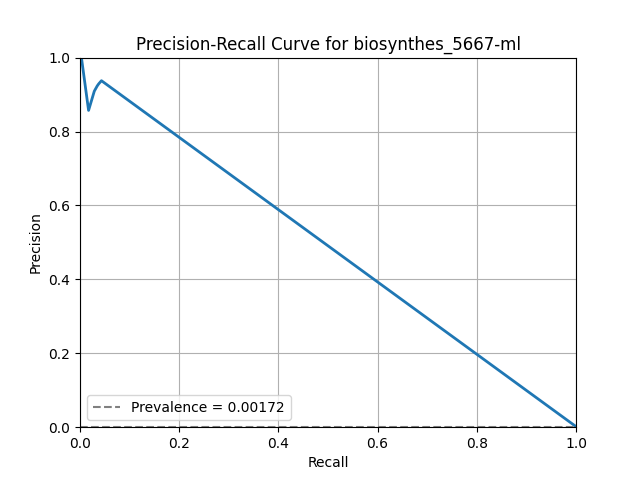 Precision-Recall Curve for biosynthes_5667-ml
1.0
0.8
0.6
0.4
0.2
0.0
Precision
Prevalence = 0.00172
0.0 0.2 0.4 0.6 0.8 1.0
Recall